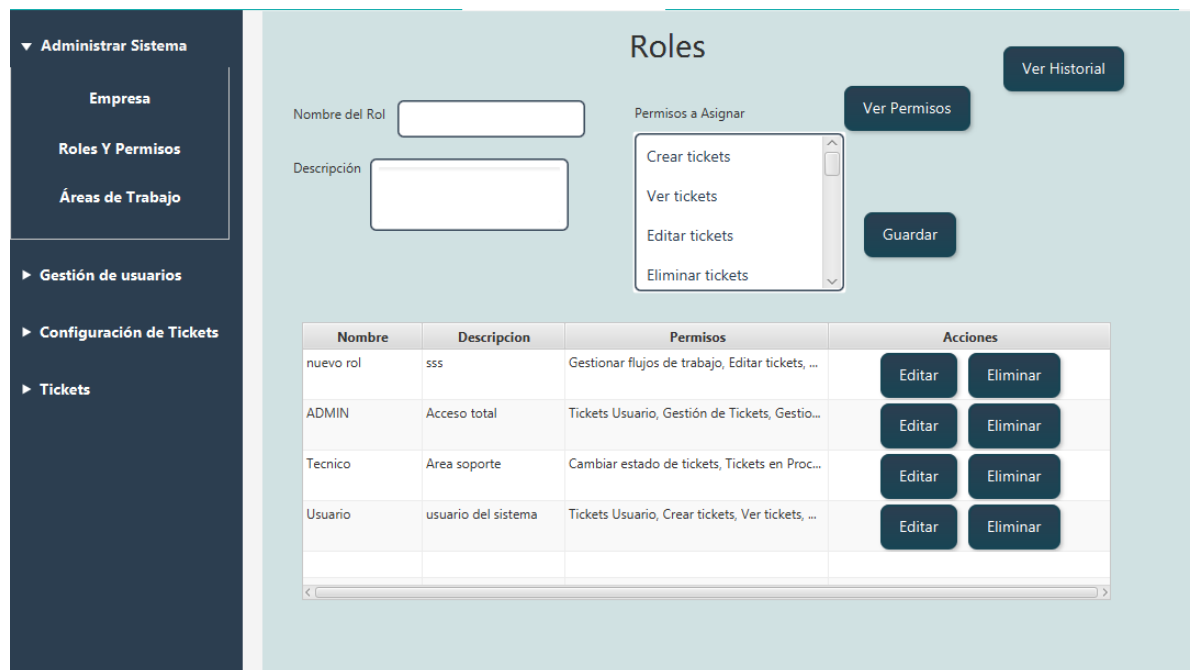 Administrar Sistema
Empresa
Roles Y Permisos
Áreas de Trabajo
Gestión de usuarios
Configuración de Tickets
Tickets
Roles
Ver Historial
Nombre del Rol
Permisos a Asignar
Ver Permisos
Descripción
Crear tickets
Ver tickets
Editar tickets
Eliminar tickets
Guardar
Nombre Descripcion Permisos Acciones
nuevo rol sss Gestionar flujos de trabajo, Editar tickets, ... Editar Eliminar
ADMIN Acceso total Tickets Usuario, Gestión de Tickets, Gestio... Editar Eliminar
Tecnico Area soporte Cambiar estado de tickets, Tickets en Proc... Editar Eliminar
Usuario usuario del sistema Tickets Usuario, Crear tickets, Ver tickets, ... Editar Eliminar